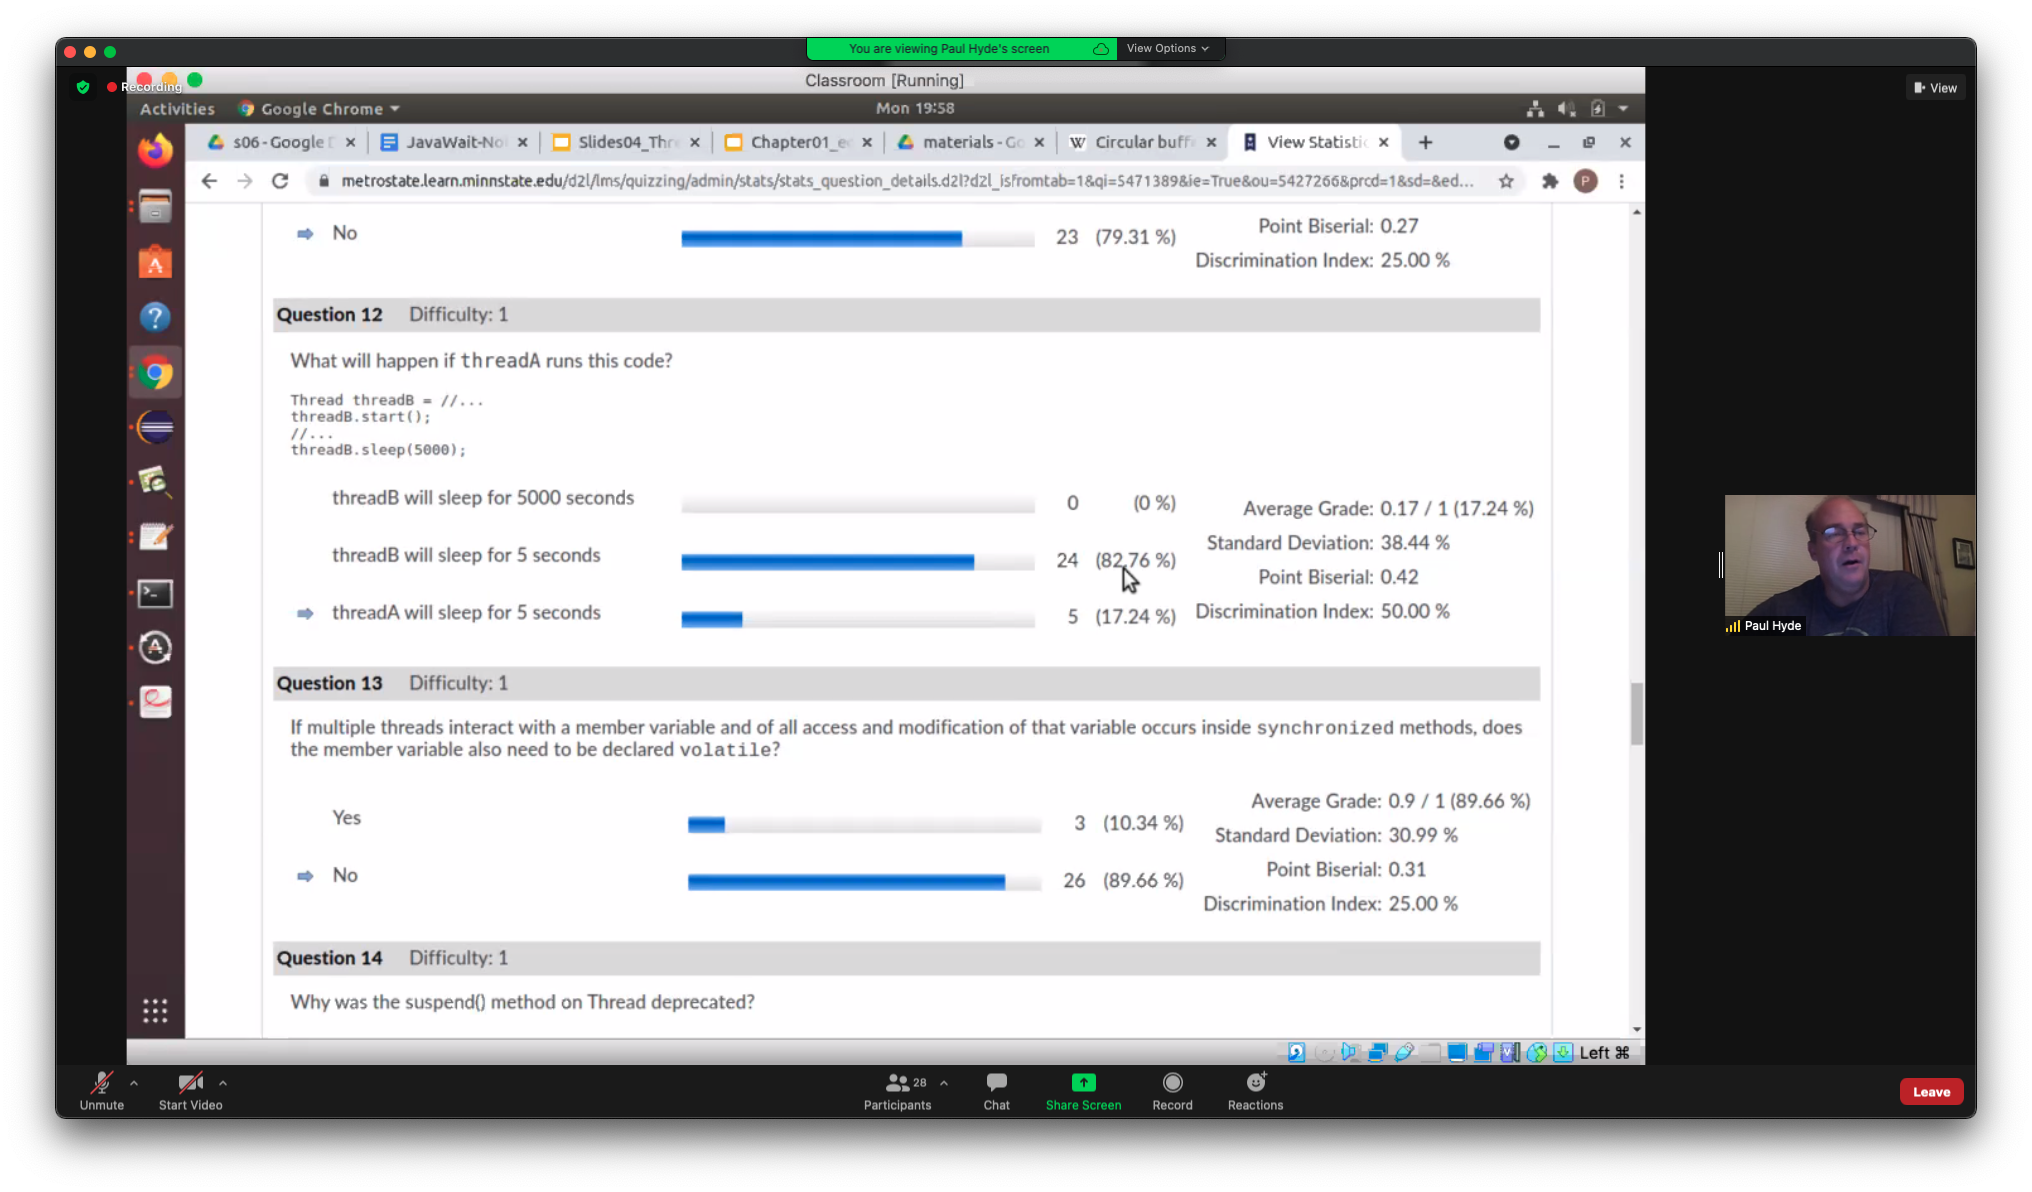 You are viewing Paul Hyde's screen
View Options
Recording
Classroom [Running]
View
Activities
Google Chrome
Mon 19:58
s06 - Google
JavaWait-No
Slides04_Thr
Chapter01_e
materials - Go
W Circular buff
View Statistic
metrostate.learn.minnstate.edu/d2l/lms/quizzing/admin/stats/stats_question_details.d2l?d2l_isfromtab=1&qi=5471389&ie=True&ou=5427266&prcd=1&sd=&ed...
P
No
23 (79.31 %)
Point Biserial: 0.27
Discrimination Index: 25.00 %
Question 12 Difficulty: 1
What will happen if threadA runs this code?
Thread threadB = //...
threadB.start();
//...
threadB.sleep(5000);
threadB will sleep for 5000 seconds
0 (0 %)
threadB will sleep for 5 seconds
24 (82.76 %)
threadA will sleep for 5 seconds
5 (17.24 %)
Average Grade: 0.17 / 1 (17.24 %)
Standard Deviation: 38.44 %
Point Biserial: 0.42
Discrimination Index: 50.00 %
Question 13 Difficulty: 1
If multiple threads interact with a member variable and of all access and modification of that variable occurs inside synchronized methods, does
the member variable also need to be declared volatile?
Yes
3 (10.34 %)
No
26 (89.66 %)
Average Grade: 0.9 / 1 (89.66 %)
Standard Deviation: 30.99 %
Point Biserial: 0.31
Discrimination Index: 25.00 %
Question 14 Difficulty: 1
Why was the suspend() method on Thread deprecated?
Paul Hyde
Left ⌘
Unmute
Start Video
28
Participants
Chat
Share Screen
Record
Reactions
Leave